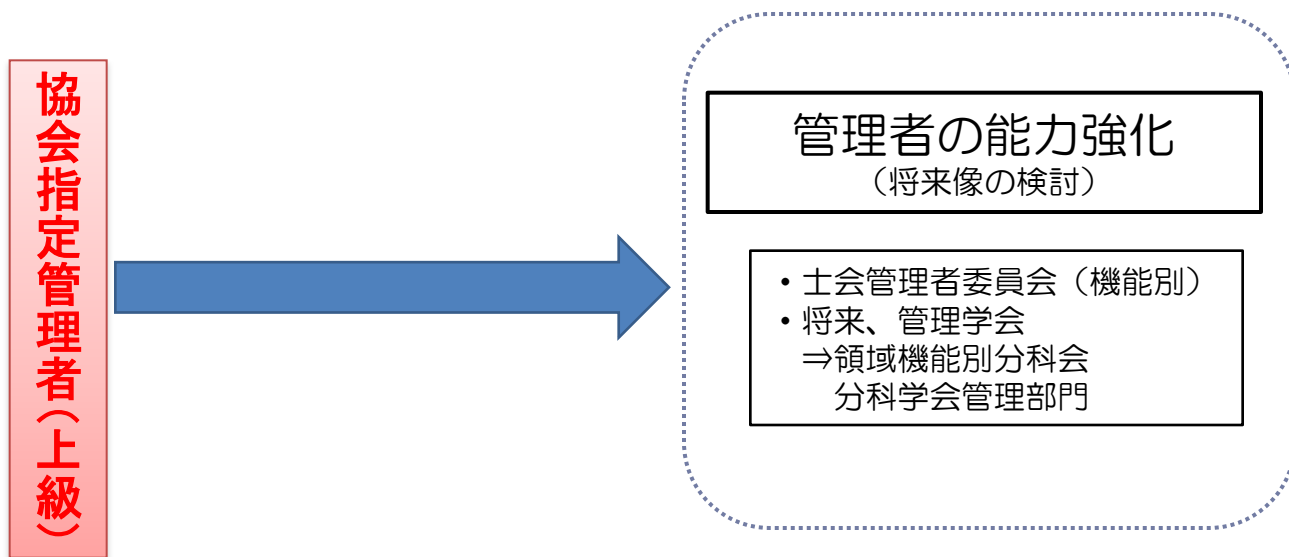 協会指定管理者（上級）
管理者の能力強化
（将来像の検討）
・士会管理者委員会（機能別）
・将来、管理学会
⇒領域機能別分科会
分科学会管理部門